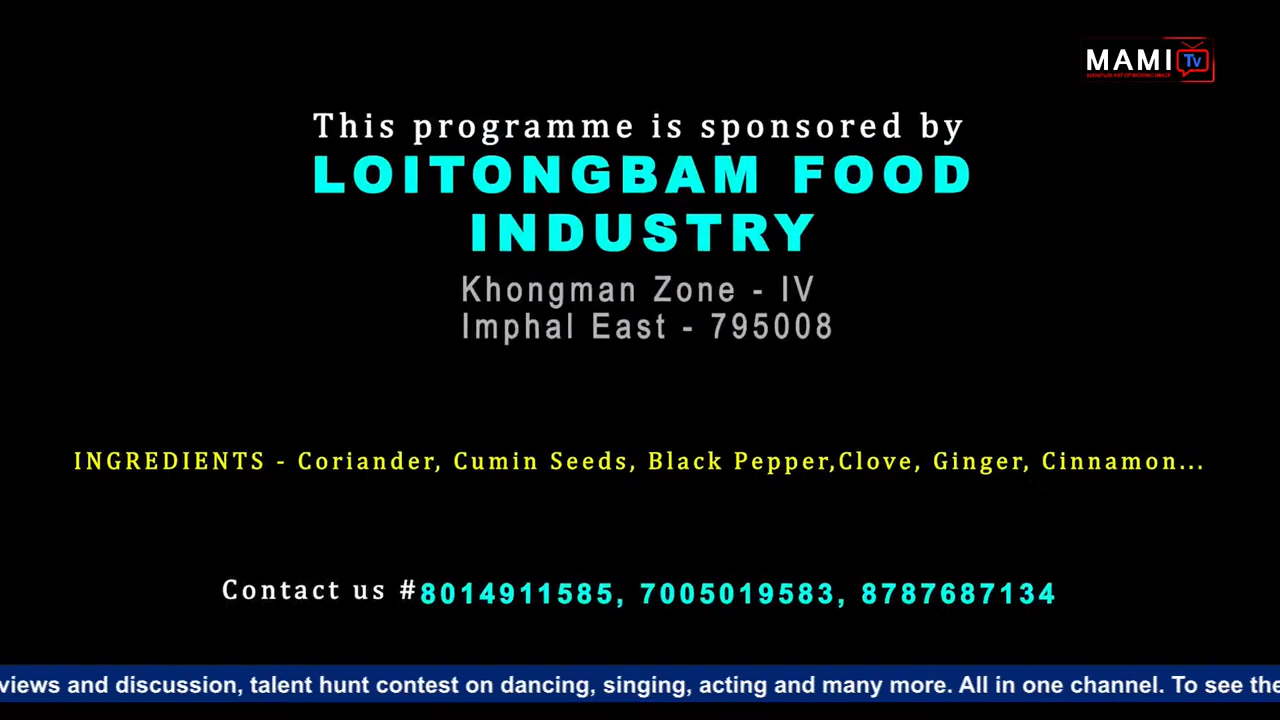 MAMI Tv
This programme is sponsored by
LOITONGBAM FOOD
INDUSTRY
Khongman Zone - IV
Imphal East - 795008
INGREDIENTS - Coriander, Cumin Seeds, Black Pepper,Clove, Ginger, Cinnamon...
Contact us #8014911585, 7005019583, 8787687134
views and discussion, talent hunt contest on dancing, singing, acting and many more. All in one channel. To see the